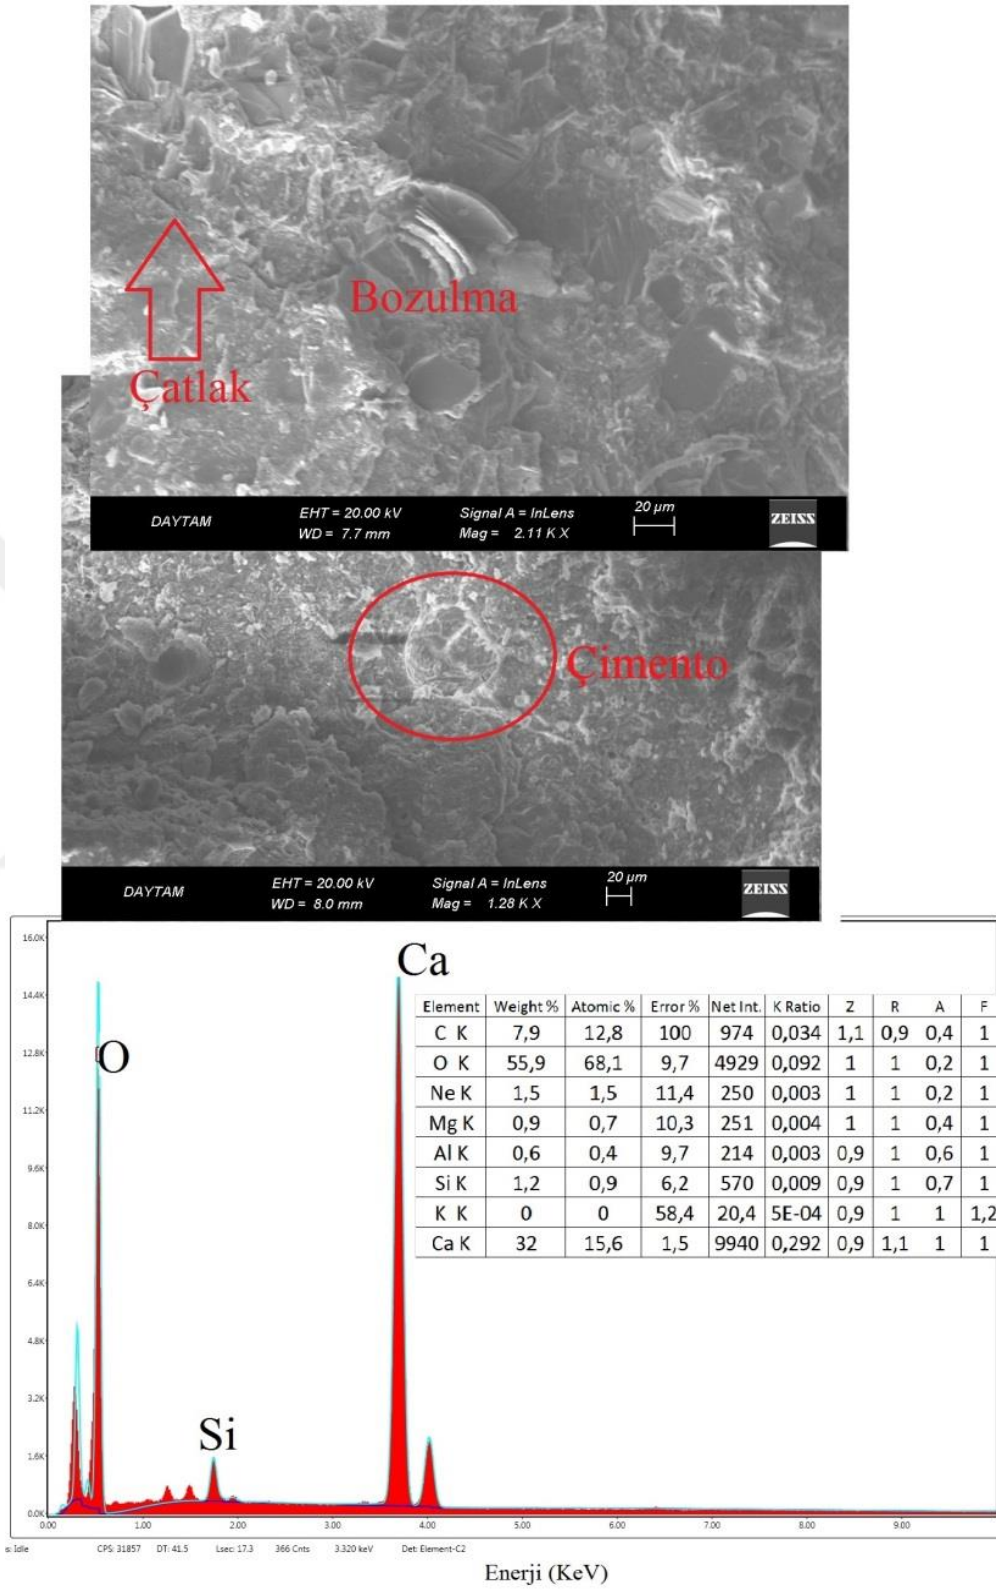 Bozulma
Çatlak
DAYTAM
EHT = 20.00 kV
WD = 7.7 mm
Signal A = InLens
Mag = 2.11 K X
20 µm
ZEISS
Çimento
DAYTAM
EHT = 20.00 kV
WD = 8.0 mm
Signal A = InLens
Mag = 1.28 K X
20 µm
ZEISS
Ca
O
Si
16.0K
14.4K
12.8K
11.2K
9.6K
8.0K
6.4K
4.8K
3.2K
1.6K
0.0K
Element Weight % Atomic % Error % Net Int. K Ratio Z R A F
C K 7,9 12,8 100 974 0,034 1,1 0,9 0,4 1
O K 55,9 68,1 9,7 4929 0,092 1 1 0,2 1
Ne K 1,5 1,5 11,4 250 0,003 1 1 0,2 1
Mg K 0,9 0,7 10,3 251 0,004 1 1 0,4 1
Al K 0,6 0,4 9,7 214 0,003 0,9 1 0,6 1
Si K 1,2 0,9 6,2 570 0,009 0,9 1 0,7 1
K K 0 0 58,4 20,4 5E-04 0,9 1 1 1,2
Ca K 32 15,6 1,5 9940 0,292 0,9 1,1 1 1
0.00 1.00 2.00 3.00 4.00 5.00 6.00 7.00 8.00 9.00
s: Idle CPS: 31857 DT: 41.5 Lsec: 17.3 366 Cnts 3.320 keV Det: Element-C2
Enerji (KeV)